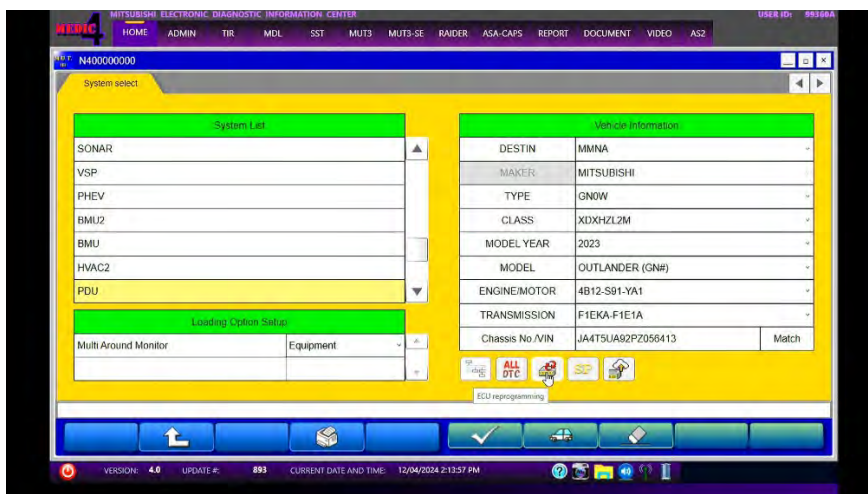 MITSUBISHI ELECTRONIC DIAGNOSTIC INFORMATION CENTER
USER ID: 99360A
MEDIC 4
HOME ADMIN TIR MDL SST MUT3 MUT3-SE RAIDER ASA-CAPS REPORT DOCUMENT VIDEO AS2
N400000000
System select
System List
SONAR
VSP
PHEV
BMU2
BMU
HVAC2
PDU
Loading Option Setup
Multi Around Monitor Equipment
Vehicle Information
DESTIN MMNA
MAKER MITSUBISHI
TYPE GN0W
CLASS XDXHZL2M
MODEL YEAR 2023
MODEL OUTLANDER (GN#)
ENGINE/MOTOR 4B12-S91-YA1
TRANSMISSION F1EKA-F1E1A
Chassis No./VIN JA4T5UA92PZ056413 Match
ALL DTC
SP
ECU reprogramming
VERSION: 4.0 UPDATE #: 893 CURRENT DATE AND TIME: 12/04/2024 2:13:57 PM